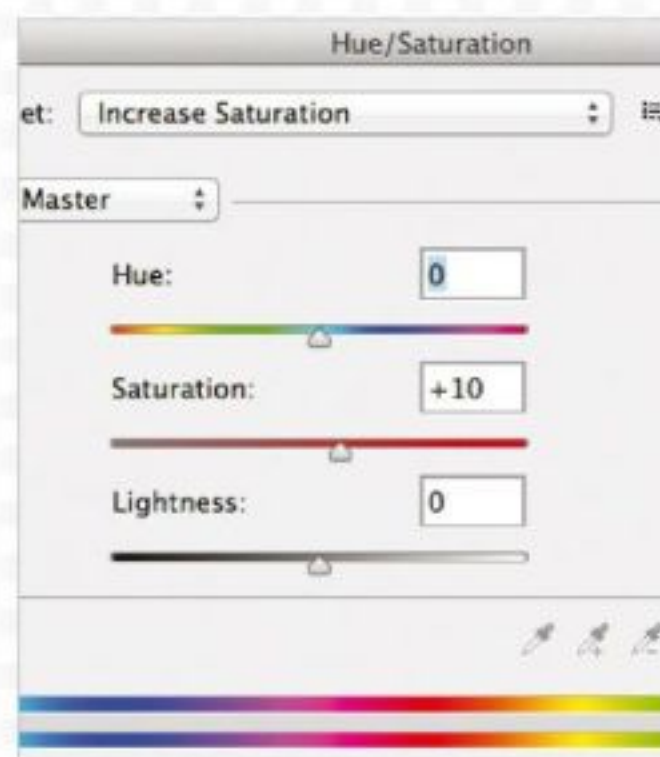 Hue/Saturation
et: Increase Saturation
Master
Hue: 0
Saturation: +10
Lightness: 0